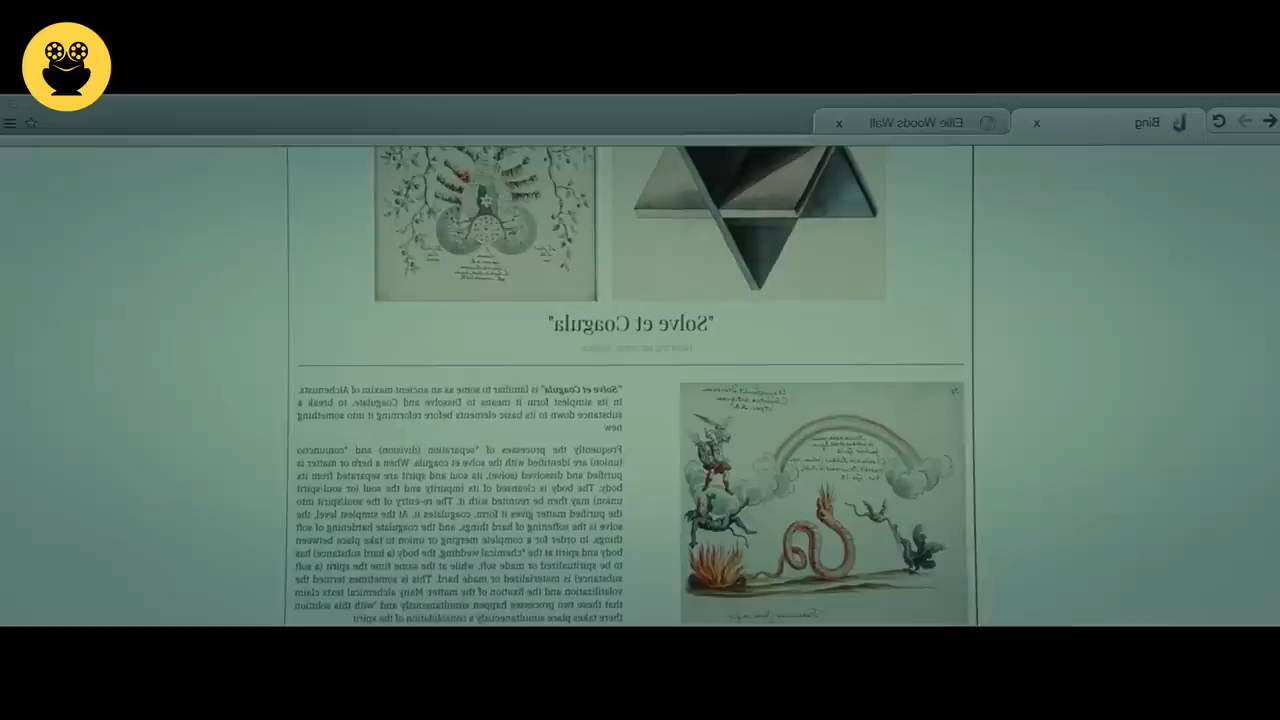 Bing x
Ellie Woods Wall x
"Solve et Coagula"
"Solve et Coagula" is familiar to some as an ancient maxim of Alchemists.
In its simplest form it means to Dissolve and Coagulate, to break a
substance down to its basic elements before reforming it into something
new
Frequently the processes of "separation (division) and "conjunctio
(union) are identified with the solve et coagula. When a herb or matter is
purified and dissolved (solve), its soul and spirit are separated from its
body. The body is cleansed of its impurity and the soul (or soul/spirit
union) may then be reunited with it. The re-entry of the soul/spirit into
the purified matter gives it form, coagulates it. At the simplest level, the
solve is the softening of hard things, and the coagulate hardening of soft
things. In order for a complete merging or union to take place between
body and spirit at the "chemical wedding, the body (a hard substance) has
to be spiritualized or made soft, while at the same time the spirit (a soft
substance) is materialized or made hard. This is sometimes termed the
volatilization and the fixation of the matter. Many alchemical texts claim
that these two processes happen simultaneously and 'with this solution
there takes place simultaneously a consolidation of the spirit